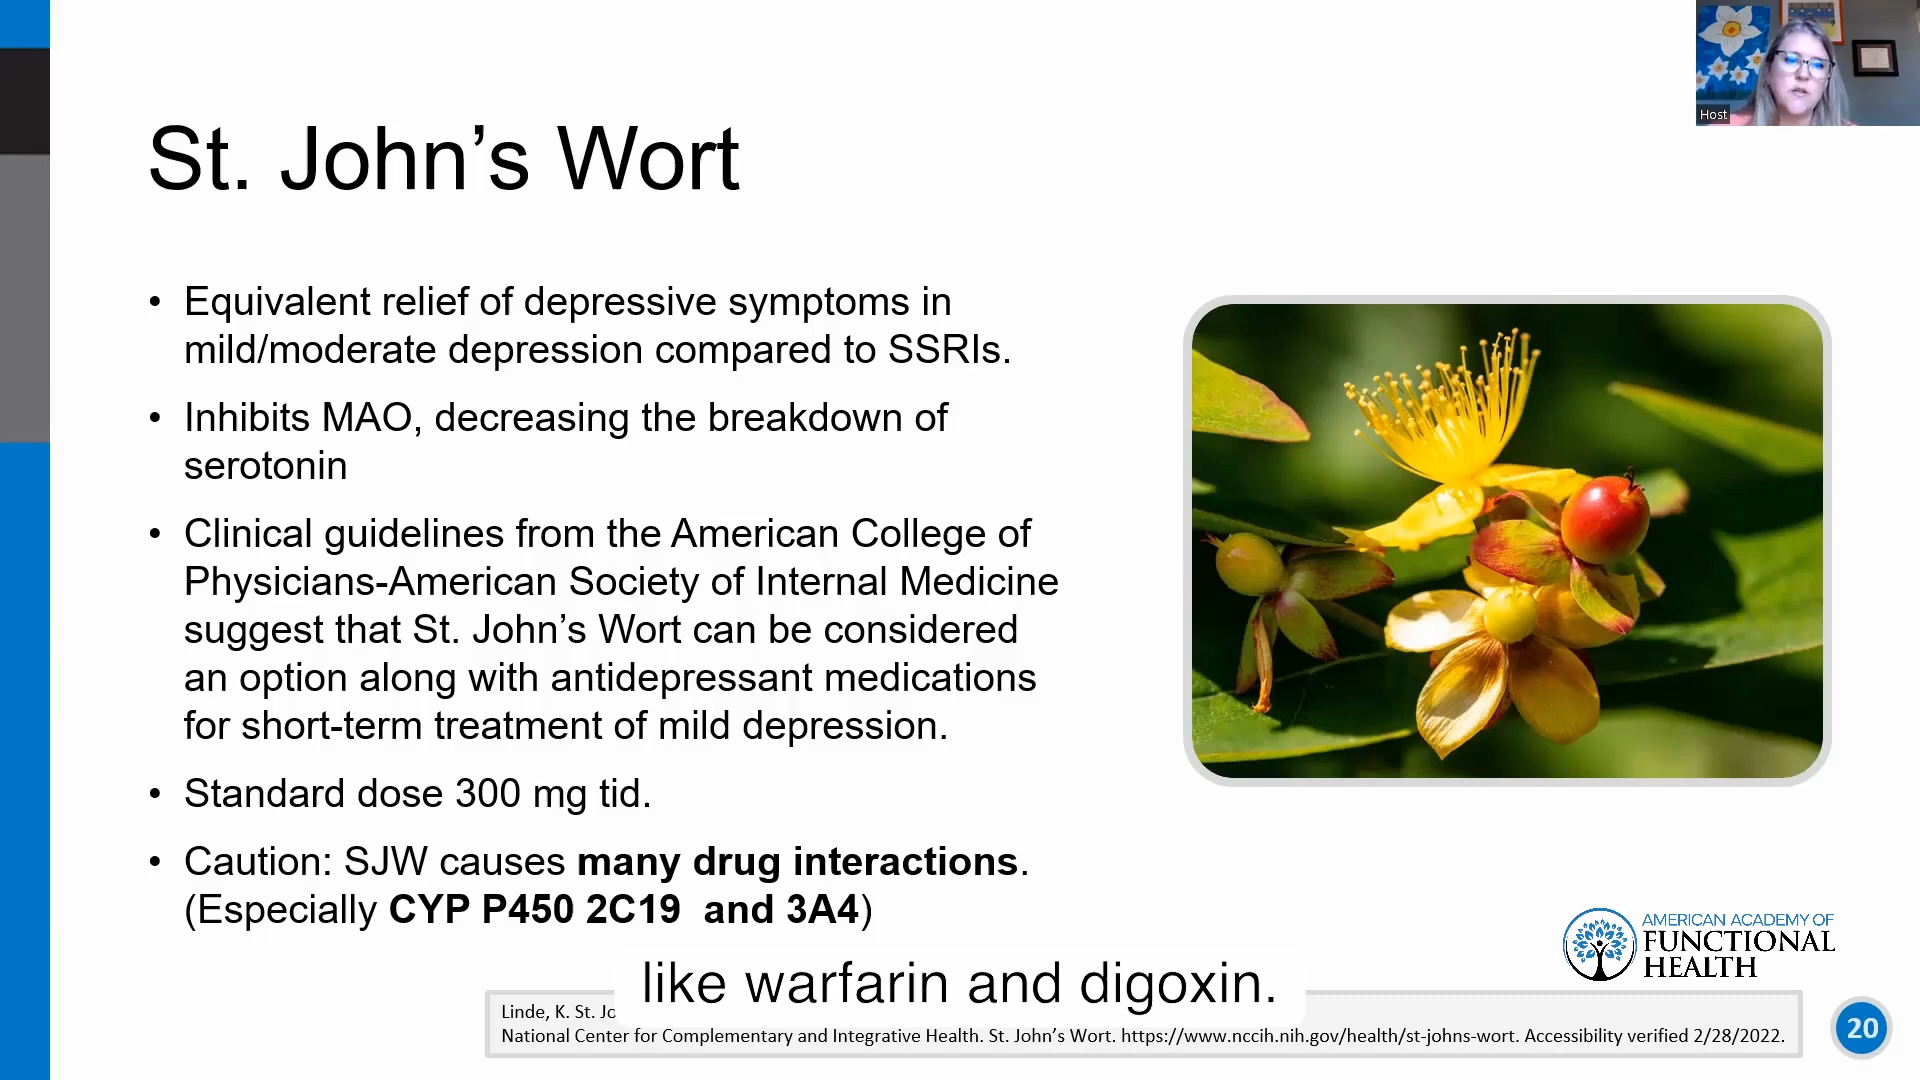 Host
St. John’s Wort
• Equivalent relief of depressive symptoms in
mild/moderate depression compared to SSRIs.
• Inhibits MAO, decreasing the breakdown of
serotonin
• Clinical guidelines from the American College of
Physicians-American Society of Internal Medicine
suggest that St. John’s Wort can be considered
an option along with antidepressant medications
for short-term treatment of mild depression.
• Standard dose 300 mg tid.
• Caution: SJW causes many drug interactions.
(Especially CYP P450 2C19 and 3A4)
AMERICAN ACADEMY OF
FUNCTIONAL
HEALTH
like warfarin and digoxin.
Linde, K. St.
National Center for Complementary and Integrative Health. St. John’s Wort. https://www.nccih.nih.gov/health/st-johns-wort. Accessibility verified 2/28/2022.
20